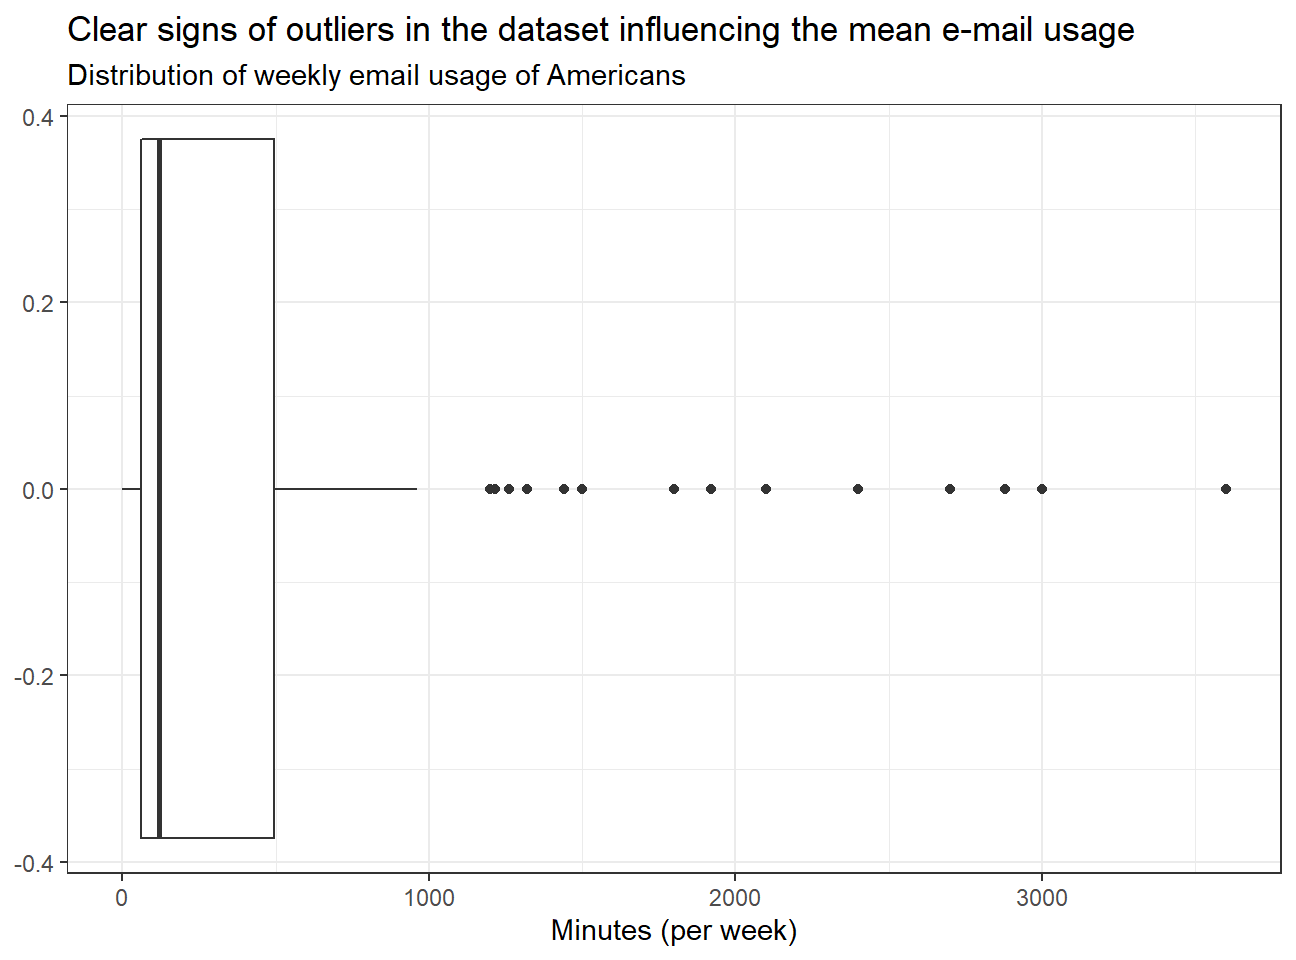 Clear signs of outliers in the dataset influencing the mean e-mail usage
Distribution of weekly email usage of Americans
0.4
0.2
0.0
-0.2
-0.4
0 1000 2000 3000
Minutes (per week)